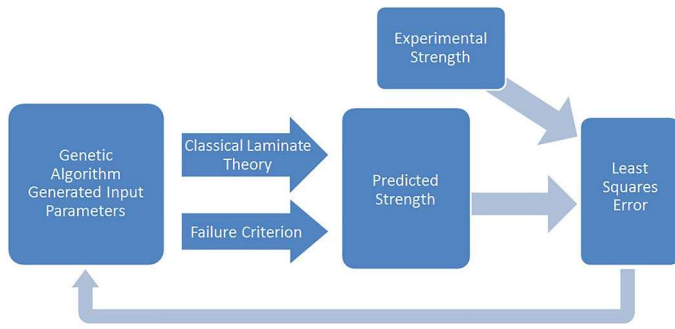 Experimental
Strength
Genetic
Algorithm
Generated Input
Parameters
Classical Laminate
Theory
Failure Criterion
Predicted
Strength
Least
Squares
Error